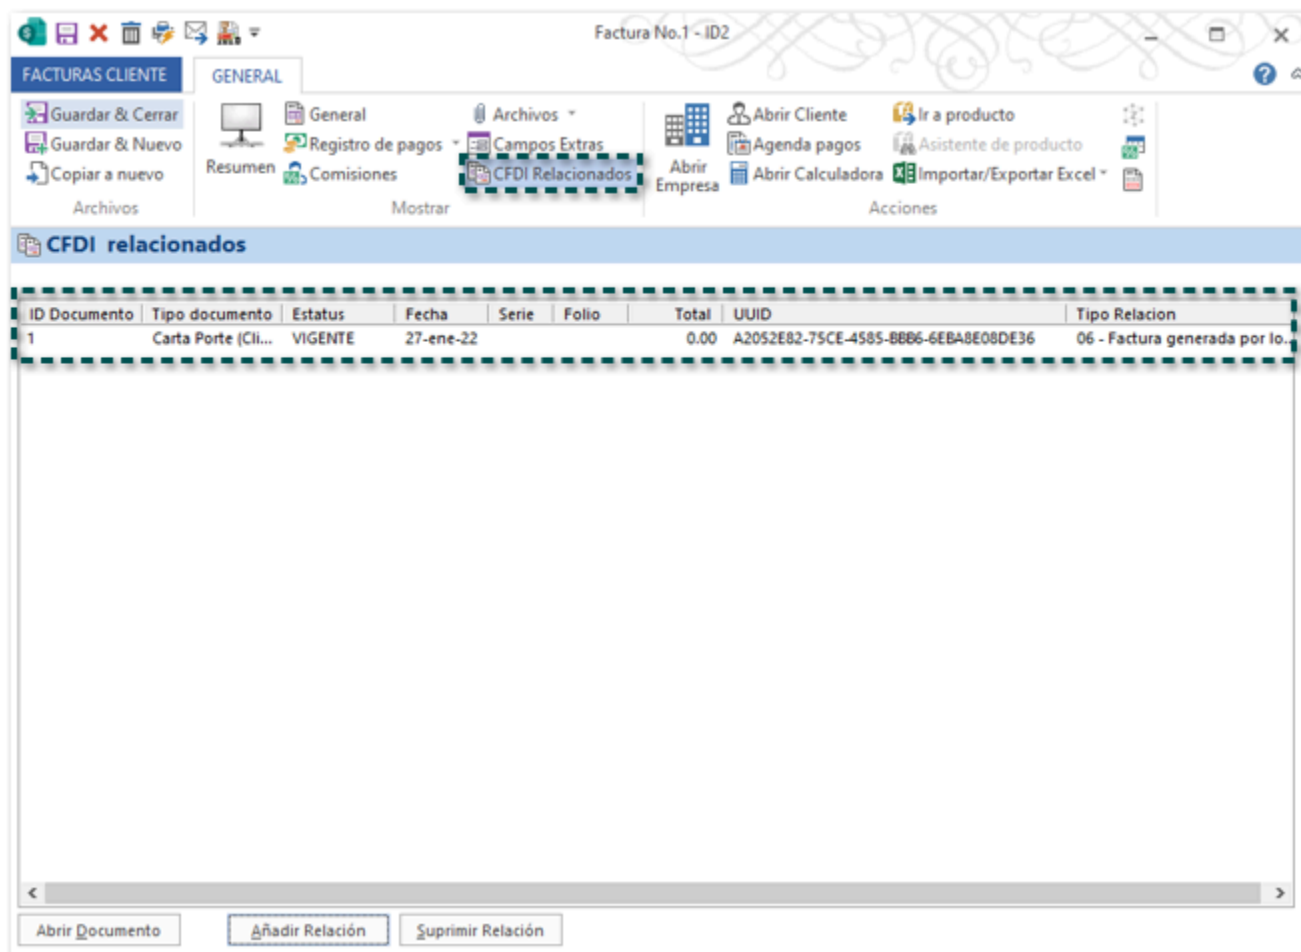 Factura No.1 - ID2
FACTURAS CLIENTE GENERAL
Guardar & Cerrar
Guardar & Nuevo
Copiar a nuevo
Archivos
Resumen
General
Registro de pagos
Comisiones
Archivos
Campos Extras
CFDI Relacionados
Mostrar
Abrir
Empresa
Abrir Cliente
Agenda pagos
Abrir Calculadora
Ir a producto
Asistente de producto
Importar/Exportar Excel
Acciones
CFDI relacionados
ID Documento Tipo documento Estatus Fecha Serie Folio Total UUID Tipo Relacion
1 Carta Porte (Cli... VIGENTE 27-ene-22 0.00 A2052E82-75CE-4585-BBB6-6EBA8E08DE36 06 - Factura generada por lo...
Abrir Documento Añadir Relación Suprimir Relación